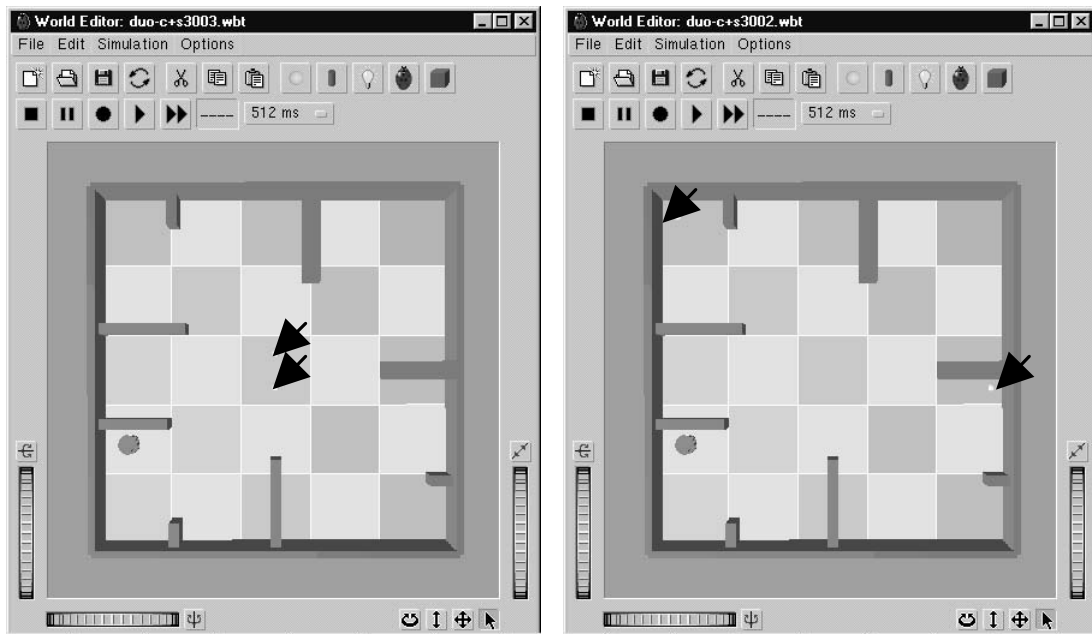 World Editor: duo-c+s3003.wbt
File Edit Simulation Options
512 ms
World Editor: duo-c+s3002.wbt
File Edit Simulation Options
512 ms